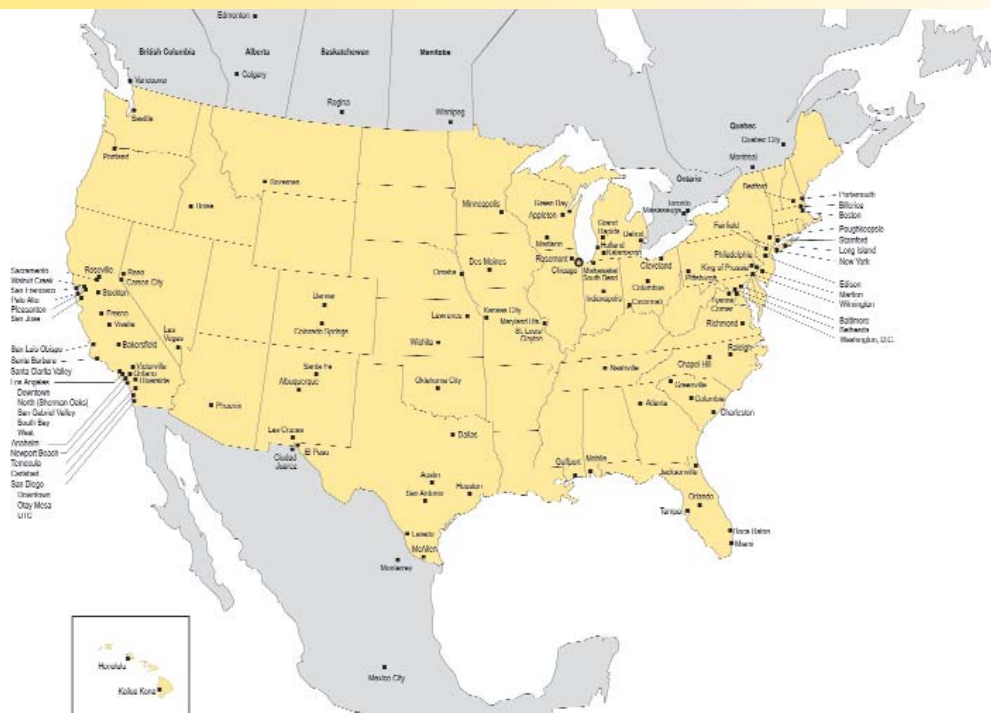 Edmonton
British Columbia
Alberta
Saskatchewan
Manitoba
Vancouver
Calgary
Regina
Winnipeg
Quebec
Quebec City
Montreal
Ontario
Toronto
Mississauga
Seattle
Portland
Bozeman
Boise
Minneapolis
Green Bay
Appleton
Madison
Rosemont
Chicago
Grand
Rapids
Holland
Kalamazoo
Detroit
South Bend
Cleveland
Fairfield
Bedford
Portsmouth
Billerica
Boston
Poughkeepsie
Stamford
Long Island
New York
Philadelphia
King of Prussia
Pittsburgh
Edison
Marlton
Wilmington
Baltimore
Bethesda
Washington, D.C.
Tysons
Corner
Richmond
Raleigh
Chapel Hill
Greenville
Columbia
Charleston
Atlanta
Nashville
Indianapolis
Columbus
Cincinnati
Omaha
Des Moines
Lawrence
Kansas City
Maryland Hts.
St. Louis/
Clayton
Wichita
Denver
Colorado Springs
Roseville
Reno
Carson City
Sacramento
Walnut Creek
San Francisco
Palo Alto
Pleasanton
San Jose
Stockton
Fresno
Visalia
Las
Vegas
Bakersfield
San Luis Obispo
Santa Barbara
Santa Clarita Valley
Los Angeles
Downtown
North (Sherman Oaks)
San Gabriel Valley
South Bay
West
Anaheim
Newport Beach
Temecula
Carlsbad
San Diego
Downtown
Otay Mesa
UTC
Victorville
Ontario
Riverside
Phoenix
Santa Fe
Albuquerque
Las Cruces
Ciudad
Juarez
El Paso
Oklahoma City
Dallas
Austin
San Antonio
Houston
Laredo
McAllen
Monterrey
Mexico City
Gulfport
Mobile
Jacksonville
Orlando
Tampa
Boca Raton
Miami
Honolulu
Kailua Kona